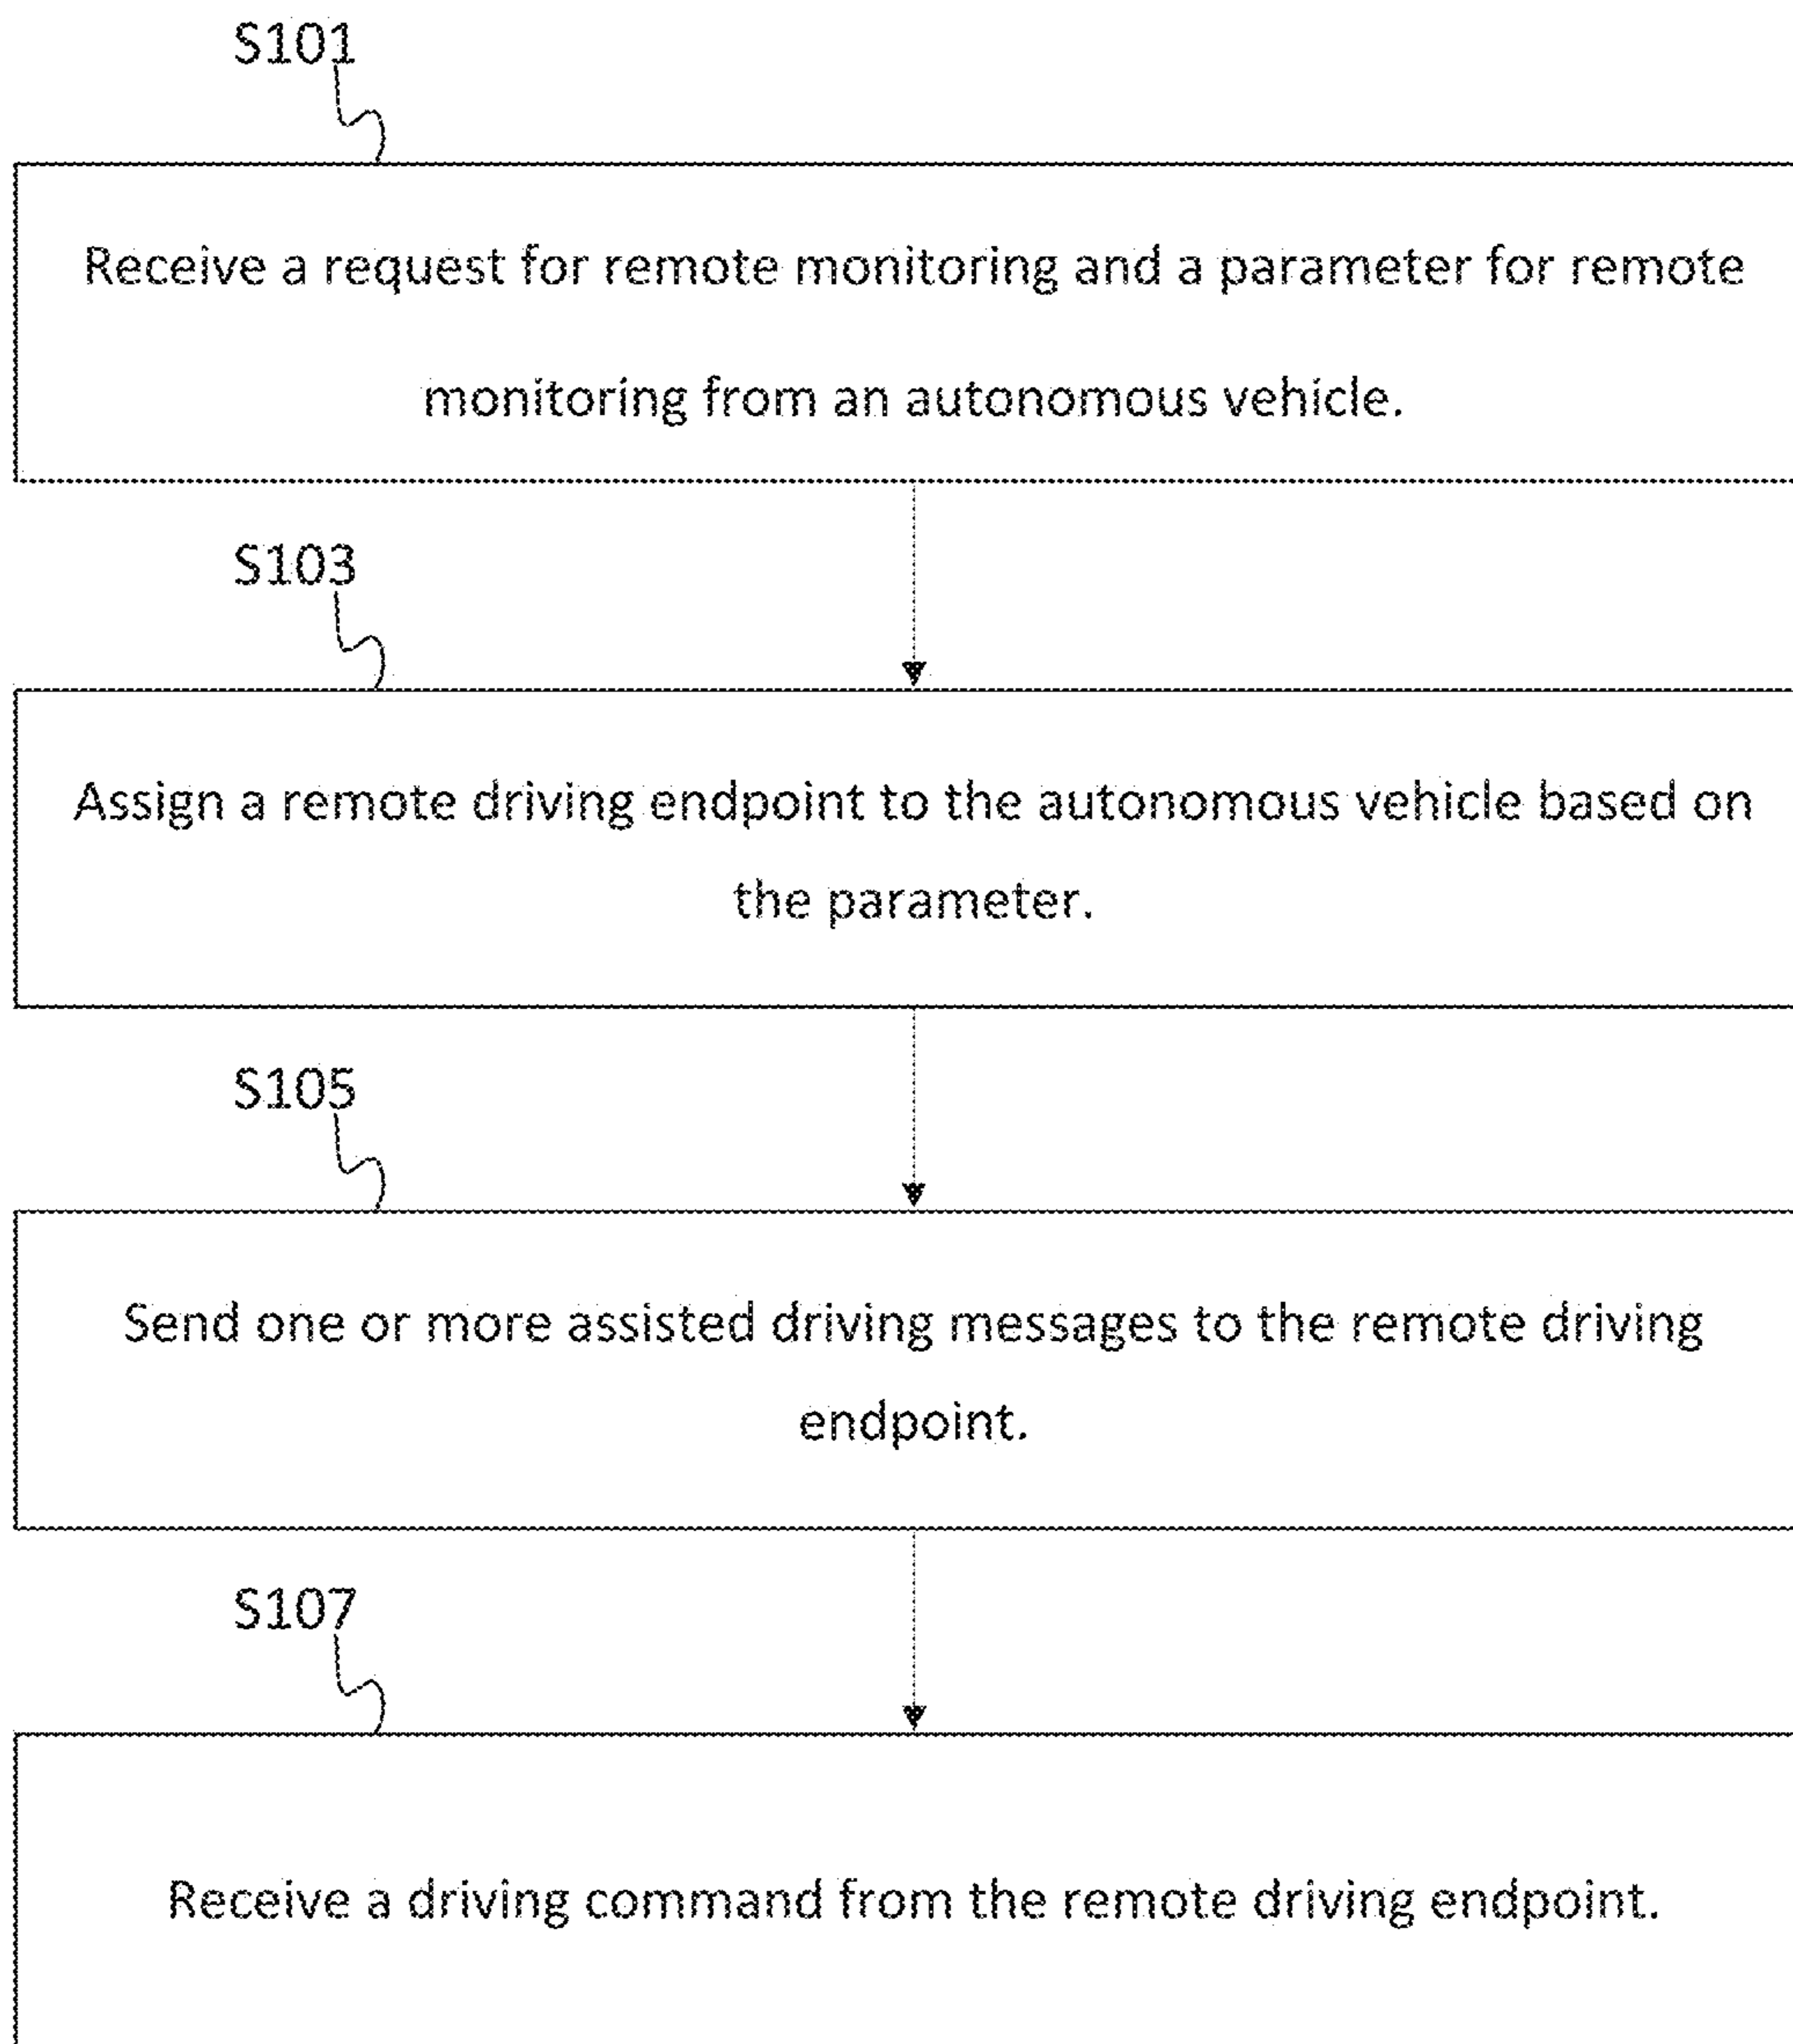 S101
Receive a request for remote monitoring and a parameter for remote
monitoring from an autonomous vehicle.
S103
Assign a remote driving endpoint to the autonomous vehicle based on
the parameter.
S105
Send one or more assisted driving messages to the remote driving
endpoint.
S107
Receive a driving command from the remote driving endpoint.